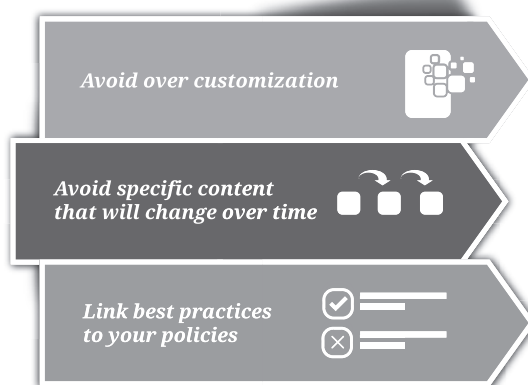 Avoid over customization
Avoid specific content
that will change over time
Link best practices
to your policies